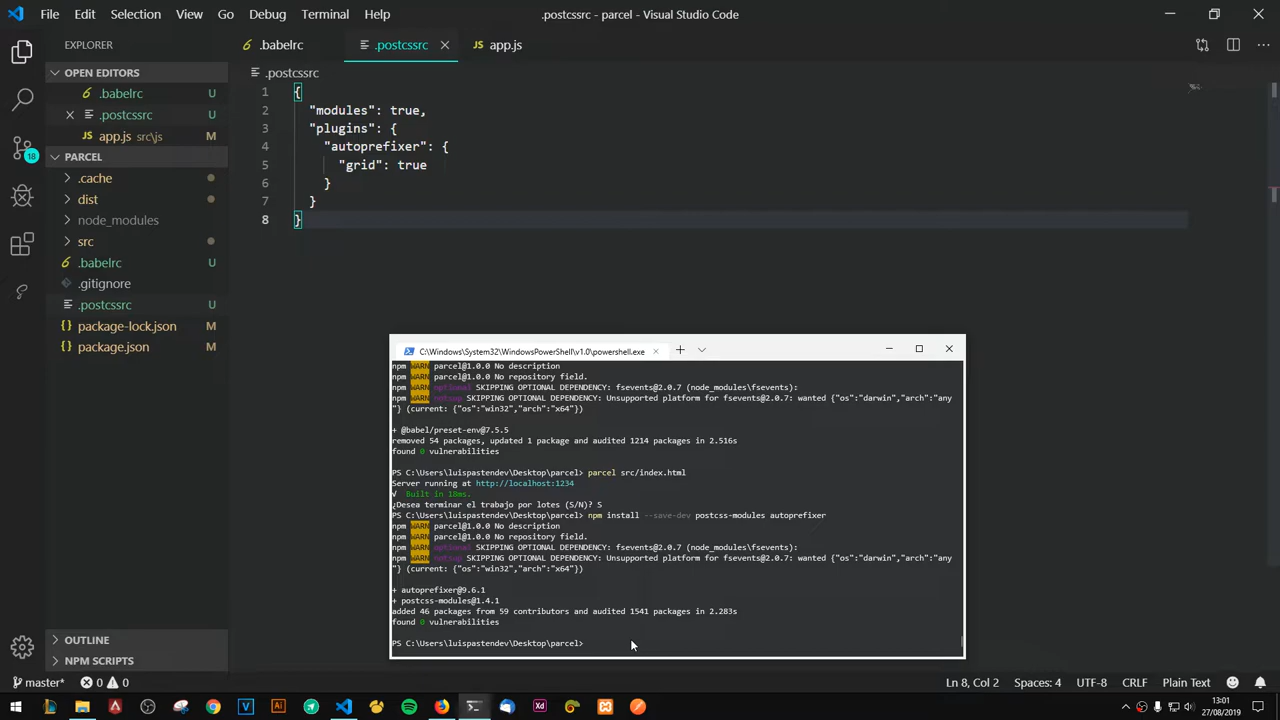 File Edit Selection View Go Debug Terminal Help .postcssrc - parcel - Visual Studio Code
EXPLORER
.babelrc
.postcssrc
app.js
OPEN EDITORS
.babelrc U
.postcssrc U
app.js src\js M
PARCEL
.cache
dist
node_modules
src
.babelrc U
.gitignore
.postcssrc U
package-lock.json M
package.json M
OUTLINE
NPM SCRIPTS
.postcssrc
1 {
2 "modules": true,
3 "plugins": {
4 "autoprefixer": {
5 "grid": true
6 }
7 }
8 }
C:\Windows\System32\WindowsPowerShell\v1.0\powershell.exe
npm WARN parcel@1.0.0 No description
npm WARN parcel@1.0.0 No repository field.
npm WARN optional SKIPPING OPTIONAL DEPENDENCY: fsevents@2.0.7 (node_modules\fsevents):
npm WARN notsup SKIPPING OPTIONAL DEPENDENCY: Unsupported platform for fsevents@2.0.7: wanted {"os":"darwin","arch":"any
"} (current: {"os":"win32","arch":"x64"})
+ @babel/preset-env@7.5.5
removed 54 packages, updated 1 package and audited 1214 packages in 2.516s
found 0 vulnerabilities
PS C:\Users\luispastendev\Desktop\parcel> parcel src/index.html
Server running at http://localhost:1234
√ Built in 18ms.
¿Desea terminar el trabajo por lotes (S/N)? S
PS C:\Users\luispastendev\Desktop\parcel> npm install --save-dev postcss-modules autoprefixer
npm WARN parcel@1.0.0 No description
npm WARN parcel@1.0.0 No repository field.
npm WARN optional SKIPPING OPTIONAL DEPENDENCY: fsevents@2.0.7 (node_modules\fsevents):
npm WARN notsup SKIPPING OPTIONAL DEPENDENCY: Unsupported platform for fsevents@2.0.7: wanted {"os":"darwin","arch":"any
"} (current: {"os":"win32","arch":"x64"})
+ autoprefixer@9.6.1
+ postcss-modules@1.4.1
added 46 packages from 59 contributors and audited 1541 packages in 2.283s
found 0 vulnerabilities
PS C:\Users\luispastendev\Desktop\parcel>
18
master* 0 0 Ln 8, Col 2 Spaces: 4 UTF-8 CRLF Plain Text
V Ai Xd
13:01
27/08/2019